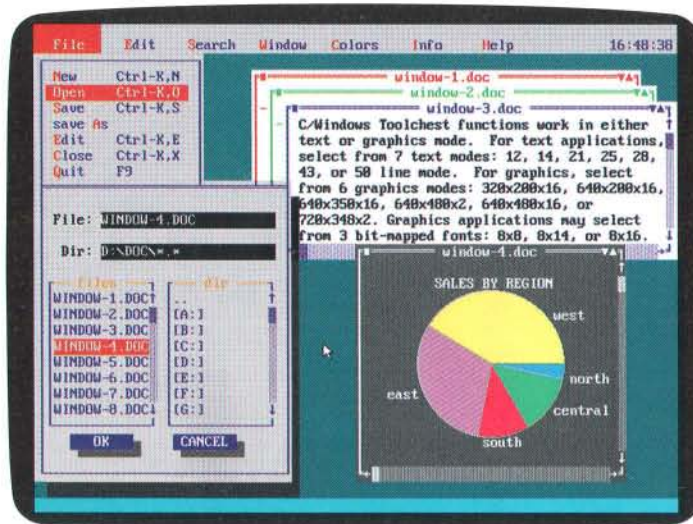 File Edit Search Window Colors Info Help 16:48:38
New Ctrl-K,N
Open Ctrl-K,O
Save Ctrl-K,S
save As
Edit Ctrl-K,E
Close Ctrl-K,X
Quit F9
File: WINDOW-4.DOC
Dir: D:\DOC\*.*
files
WINDOW-1.DOC
WINDOW-2.DOC
WINDOW-3.DOC
WINDOW-4.DOC
WINDOW-5.DOC
WINDOW-6.DOC
WINDOW-7.DOC
WINDOW-8.DOC
dir
..
[A:]
[B:]
[C:]
[D:]
[E:]
[F:]
[G:]
OK CANCEL
window-1.doc
window-2.doc
window-3.doc
C/Windows Toolchest functions work in either
text or graphics mode. For text applications,
select from 7 text modes: 12, 14, 21, 25, 28,
43, or 50 line mode. For graphics, select
from 6 graphics modes: 320x200x16, 640x200x16,
640x350x16, 640x480x2, 640x480x16, or
720x348x2. Graphics applications may select
from 3 bit-mapped fonts: 8x8, 8x14, or 8x16.
window-4.doc
SALES BY REGION
west
north
central
south
east